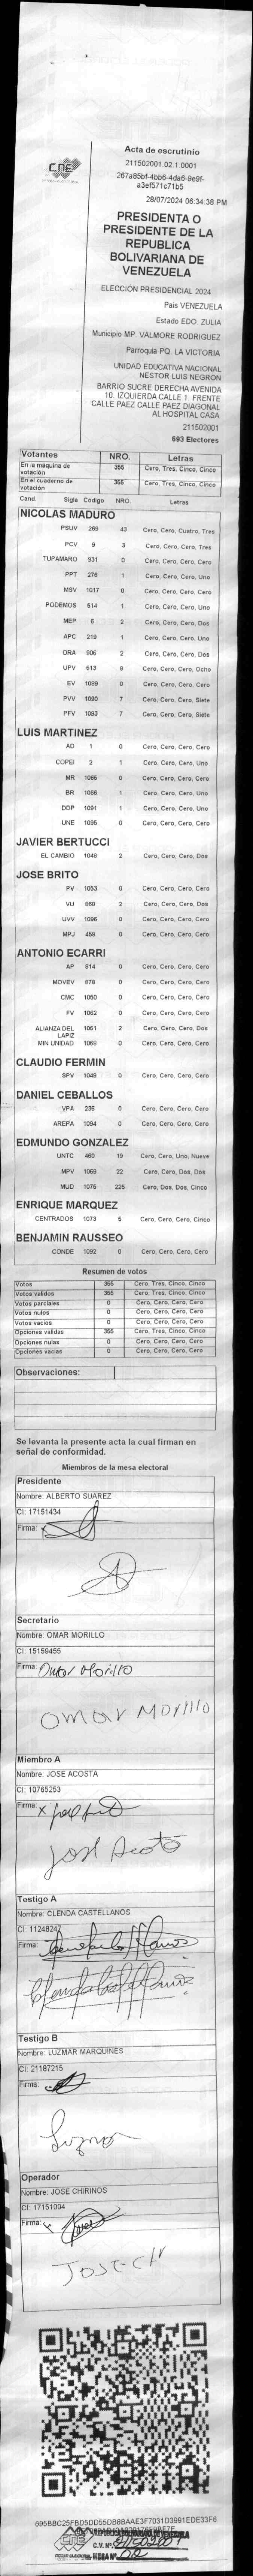 CNE
Acta de escrutinio
211502001.02.1.0001
267a85bf-4bb6-4da6-9e9f-
a3ef571c71b5
28/07/2024 06:34:38 PM
PRESIDENTA O
PRESIDENTE DE LA
REPUBLICA
BOLIVARIANA DE
VENEZUELA
ELECCIÓN PRESIDENCIAL 2024
País VENEZUELA
Estado EDO. ZULIA
Municipio MP. VALMORE RODRIGUEZ
Parroquia PQ. LA VICTORIA
UNIDAD EDUCATIVA NACIONAL
NESTOR LUIS NEGRON
BARRIO SUCRE DERECHA AVENIDA
10. IZQUIERDA CALLE 1. FRENTE
CALLE PAEZ CALLE PAEZ DIAGONAL
AL HOSPITAL CASA
211502001
693 Electores
Votantes NRO. Letras
En la máquina de votación 355 Cero, Tres, Cinco, Cinco
En el cuaderno de votación 355 Cero, Tres, Cinco, Cinco
Cand. Sigla Código NRO. Letras
NICOLAS MADURO
PSUV 269 43 Cero, Cero, Cuatro, Tres
PCV 9 3 Cero, Cero, Cero, Tres
TUPAMARO 931 0 Cero, Cero, Cero, Cero
PPT 276 1 Cero, Cero, Cero, Uno
MSV 1017 0 Cero, Cero, Cero, Cero
PODEMOS 514 1 Cero, Cero, Cero, Uno
MEP 6 2 Cero, Cero, Cero, Dos
APC 219 1 Cero, Cero, Cero, Uno
ORA 906 2 Cero, Cero, Cero, Dos
UPV 513 8 Cero, Cero, Cero, Ocho
EV 1089 0 Cero, Cero, Cero, Cero
PVV 1090 7 Cero, Cero, Cero, Siete
PFV 1093 7 Cero, Cero, Cero, Siete
LUIS MARTINEZ
AD 1 0 Cero, Cero, Cero, Cero
COPEI 2 1 Cero, Cero, Cero, Uno
MR 1065 0 Cero, Cero, Cero, Cero
BR 1086 1 Cero, Cero, Cero, Uno
DDP 1091 1 Cero, Cero, Cero, Uno
UNE 1095 0 Cero, Cero, Cero, Cero
JAVIER BERTUCCI
EL CAMBIO 1048 2 Cero, Cero, Cero, Dos
JOSE BRITO
PV 1053 0 Cero, Cero, Cero, Cero
VU 960 2 Cero, Cero, Cero, Dos
UVV 1096 0 Cero, Cero, Cero, Cero
MPJ 458 0 Cero, Cero, Cero, Cero
ANTONIO ECARRI
AP 814 0 Cero, Cero, Cero, Cero
MOVEV 978 0 Cero, Cero, Cero, Cero
CMC 1050 0 Cero, Cero, Cero, Cero
FV 1062 0 Cero, Cero, Cero, Cero
ALIANZA DEL LAPIZ 1051 2 Cero, Cero, Cero, Dos
MIN UNIDAD 1069 0 Cero, Cero, Cero, Cero
CLAUDIO FERMIN
SPV 1049 0 Cero, Cero, Cero, Cero
DANIEL CEBALLOS
VPA 236 0 Cero, Cero, Cero, Cero
AREPA 1094 0 Cero, Cero, Cero, Cero
EDMUNDO GONZALEZ
UNTC 460 19 Cero, Cero, Uno, Nueve
MPV 22 Cero, Cero, Dos, Dos
MUD 1075 225 Cero, Dos, Dos, Cinco
ENRIQUE MARQUEZ
CENTRADOS 1073 5 Cero, Cero, Cero, Cinco
BENJAMIN RAUSSEO
CONDE 1092 0 Cero, Cero, Cero, Cero
Resumen de votos
Votos 355 Cero, Tres, Cinco, Cinco
Votos validos 355 Cero, Tres, Cinco, Cinco
Votos parciales 0 Cero, Cero, Cero, Cero
Votos nulos 0 Cero, Cero, Cero, Cero
Votos vacios 0 Cero, Cero, Cero, Cero
Opciones validas 355 Cero, Tres, Cinco, Cinco
Opciones nulas 0 Cero, Cero, Cero, Cero
Opciones vacias 0 Cero, Cero, Cero, Cero
Observaciones:
Se levanta la presente acta la cual firman en
señal de conformidad.
Miembros de la mesa electoral
Presidente
Nombre: ALBERTO SUAREZ
CI: 17151434
Firma:
Secretario
Nombre: OMAR MORILLO
CI: 15159455
Firma: Omar Morillo
Omar Morillo
Miembro A
Nombre: JOSE ACOSTA
CI: 10765253
Firma: X
José Acosta
Testigo A
Nombre: CLENDA CASTELLANOS
CI: 11248247
Firma:
Testigo B
Nombre: LUZMAR MARQUINES
CI: 21187215
Firma:
Operador
Nombre: JOSE CHIRINOS
CI: 17151004
Firma: X
JOSE CH
695BBC25FBD5DD55DB8BAAE3F7031D3991EDE33F6
CNE
C.V. Nº
MESA Nº 02